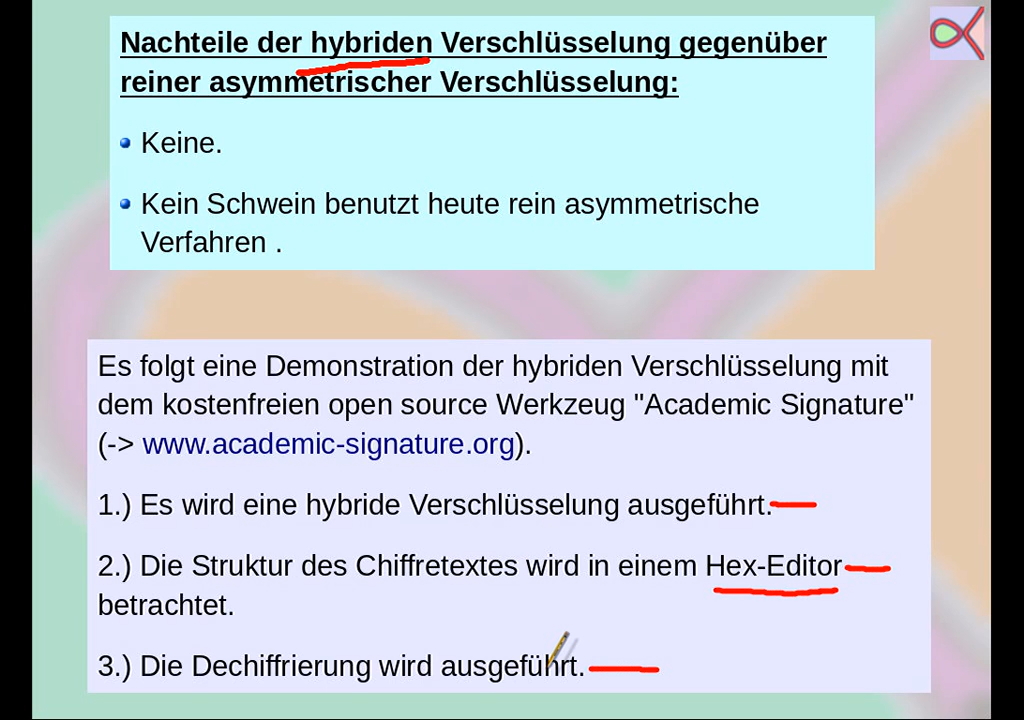 Nachteile der hybriden Verschlüsselung gegenüber
reiner asymmetrischer Verschlüsselung:
Keine.
Kein Schwein benutzt heute rein asymmetrische
Verfahren .
Es folgt eine Demonstration der hybriden Verschlüsselung mit
dem kostenfreien open source Werkzeug "Academic Signature"
(-> www.academic-signature.org).
1.) Es wird eine hybride Verschlüsselung ausgeführt.
2.) Die Struktur des Chiffretextes wird in einem Hex-Editor
betrachtet.
3.) Die Dechiffrierung wird ausgeführt.